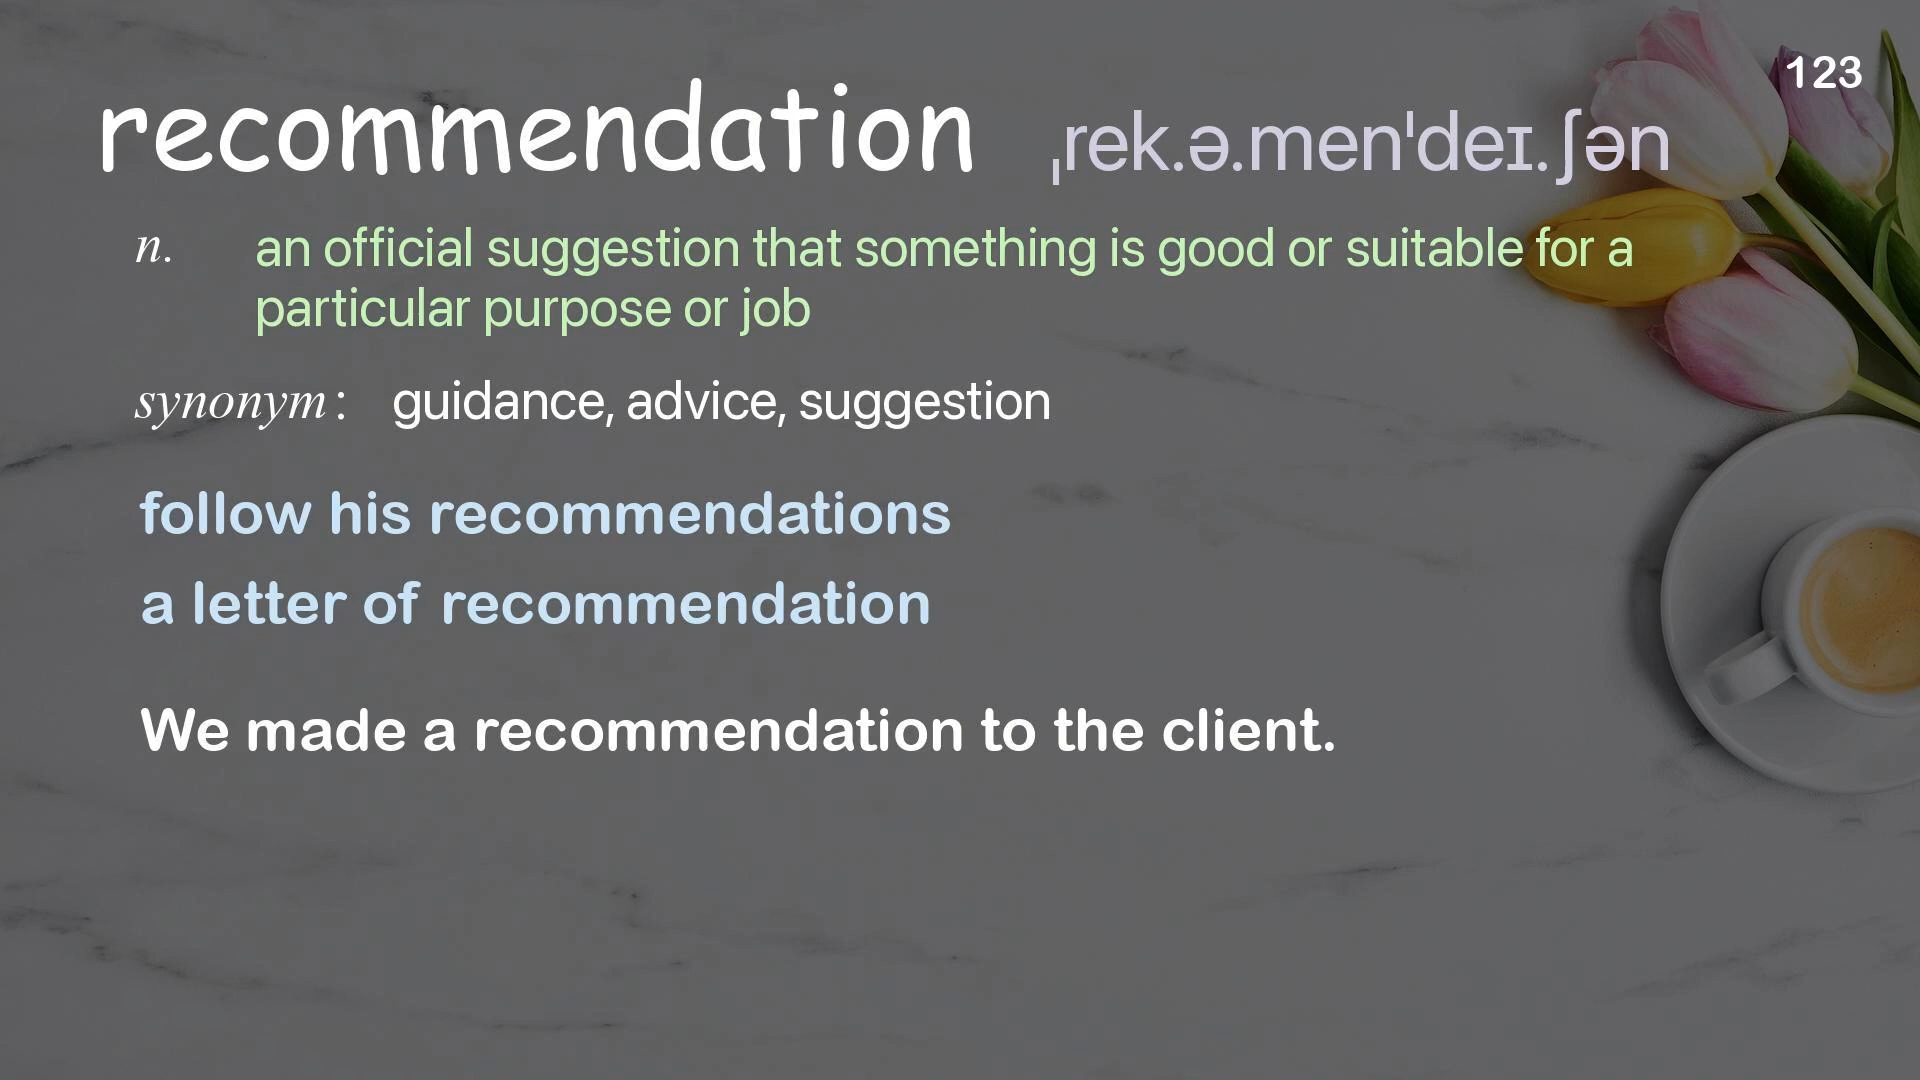 123
recommendation ˌrek.ə.menˈdeɪ.ʃən
n. an official suggestion that something is good or suitable for a
particular purpose or job
synonym: guidance, advice, suggestion
follow his recommendations
a letter of recommendation
We made a recommendation to the client.